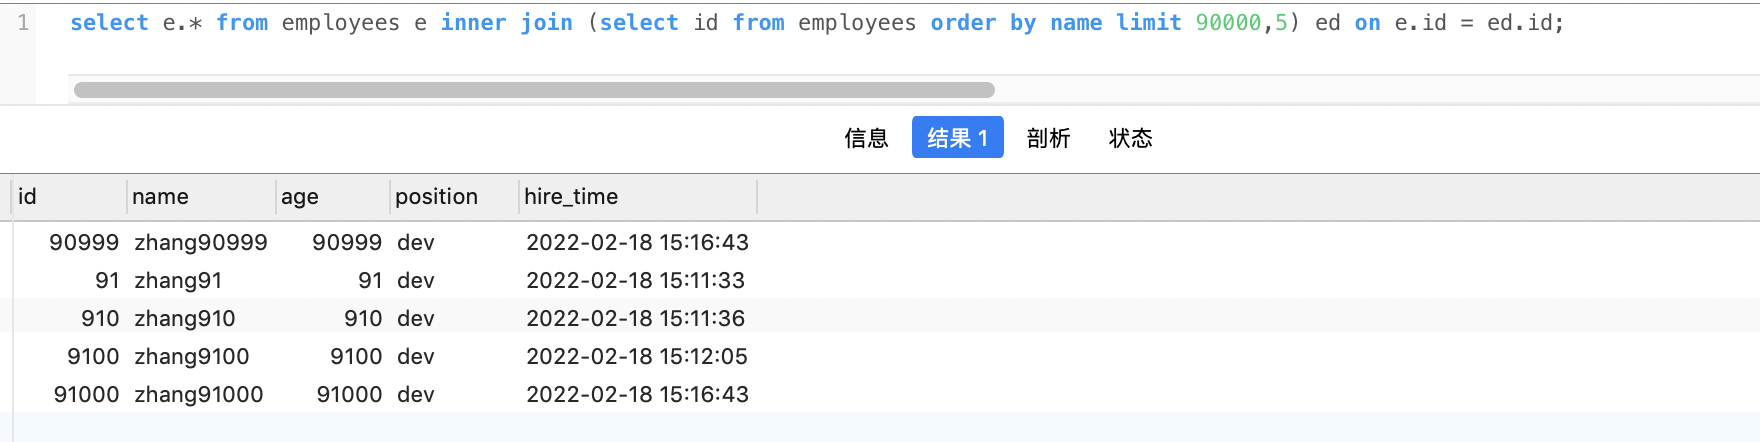 1 select e.* from employees e inner join (select id from employees order by name limit 90000,5) ed on e.id = ed.id;
信息 结果 1 剖析 状态
id name age position hire_time
90999 zhang90999 90999 dev 2022-02-18 15:16:43
91 zhang91 91 dev 2022-02-18 15:11:33
910 zhang910 910 dev 2022-02-18 15:11:36
9100 zhang9100 9100 dev 2022-02-18 15:12:05
91000 zhang91000 91000 dev 2022-02-18 15:16:43